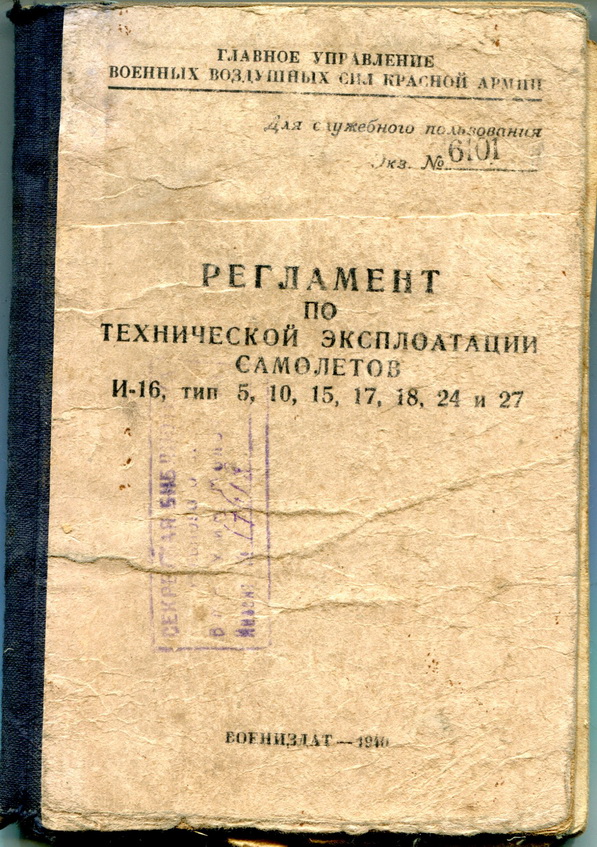 ГЛАВНОЕ УПРАВЛЕНИЕ
ВОЕННЫХ ВОЗДУШНЫХ СИЛ КРАСНОЙ АРМИИ
Для служебного пользования
Экз. № 6101
РЕГЛАМЕНТ
ПО
ТЕХНИЧЕСКОЙ ЭКСПЛОАТАЦИИ
САМОЛЕТОВ
И-16, тип 5, 10, 15, 17, 18, 24 и 27
СЕКРЕТНАЯ
ВОЕНИЗДАТ — 1940